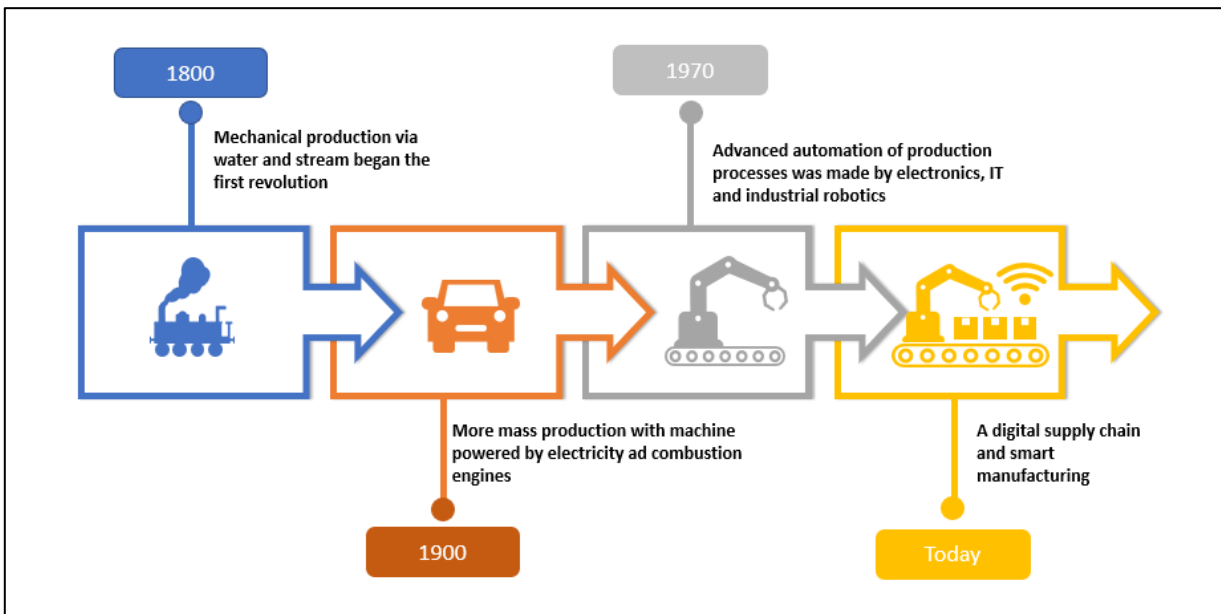 1800
Mechanical production via
water and stream began the
first revolution
1970
Advanced automation of production
processes was made by electronics, IT
and industrial robotics
More mass production with machine
powered by electricity ad combustion
engines
1900
A digital supply chain
and smart
manufacturing
Today